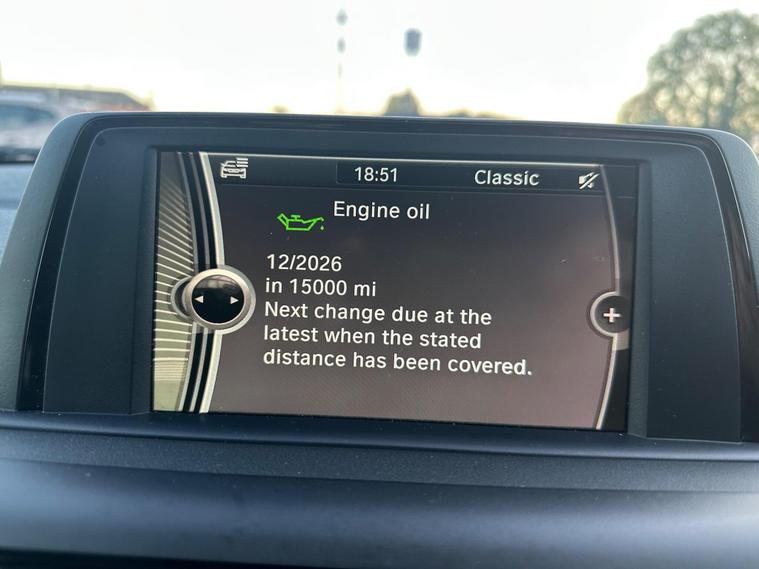 18:51 Classic
Engine oil
12/2026
in 15000 mi
Next change due at the
latest when the stated
distance has been covered.